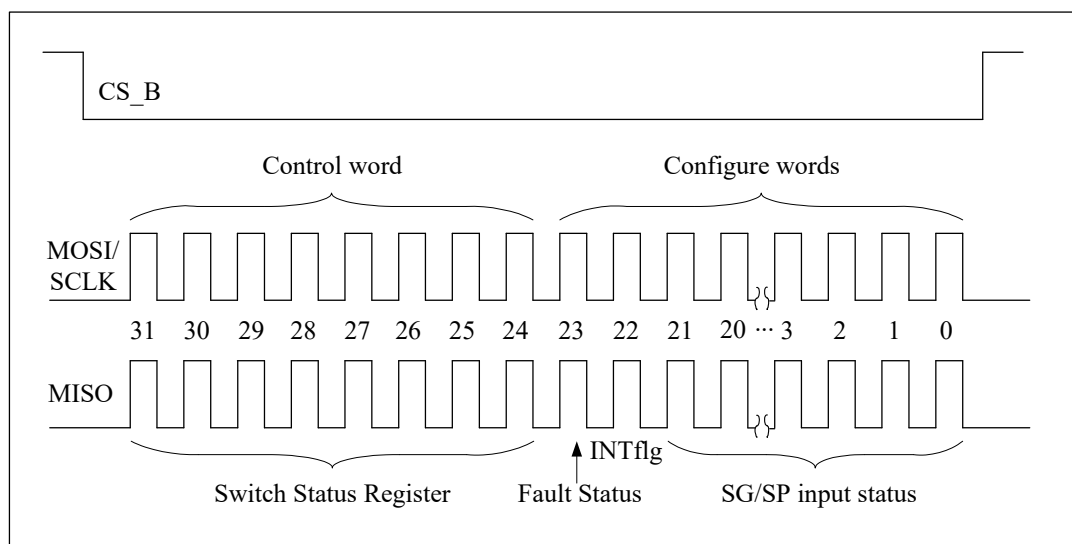 CS_B
Control word Configure words
MOSI/
SCLK
31 30 29 28 27 26 25 24 23 22 21 20 ··· 3 2 1 0
MISO
INTflg
Switch Status Register Fault Status SG/SP input status